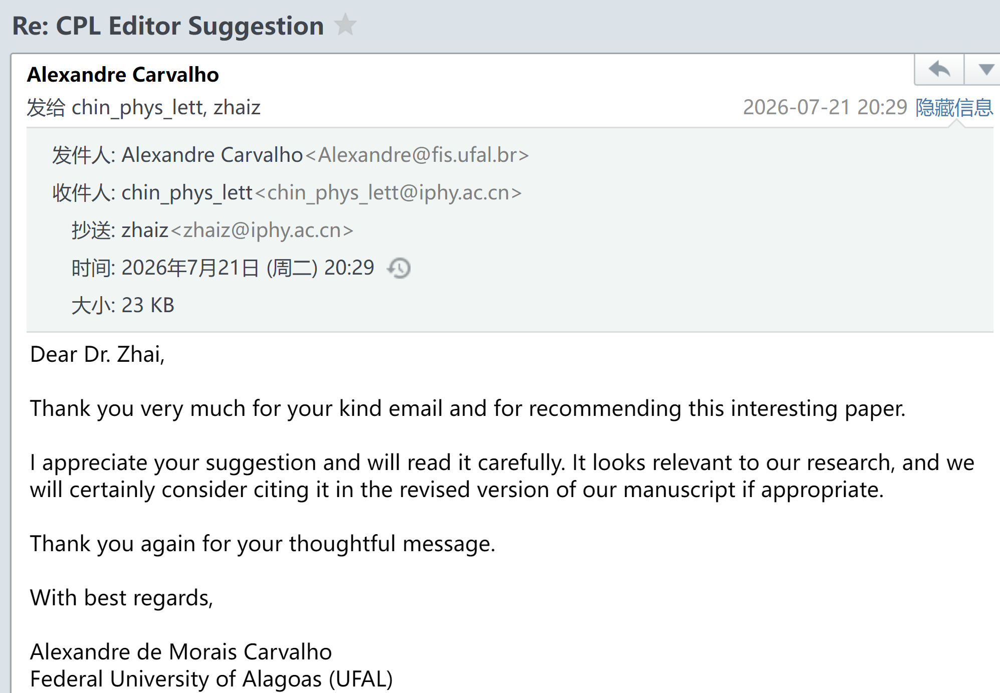 Re: CPL Editor Suggestion
Alexandre Carvalho
发给 chin_phys_lett, zhaiz
2026-07-21 20:29 隐藏信息
发件人: Alexandre Carvalho<Alexandre@fis.ufal.br>
收件人: chin_phys_lett<chin_phys_lett@iphy.ac.cn>
抄送: zhaiz<zhaiz@iphy.ac.cn>
时间: 2026年7月21日 (周二) 20:29
大小: 23 KB
Dear Dr. Zhai,
Thank you very much for your kind email and for recommending this interesting paper.
I appreciate your suggestion and will read it carefully. It looks relevant to our research, and we
will certainly consider citing it in the revised version of our manuscript if appropriate.
Thank you again for your thoughtful message.
With best regards,
Alexandre de Morais Carvalho
Federal University of Alagoas (UFAL)